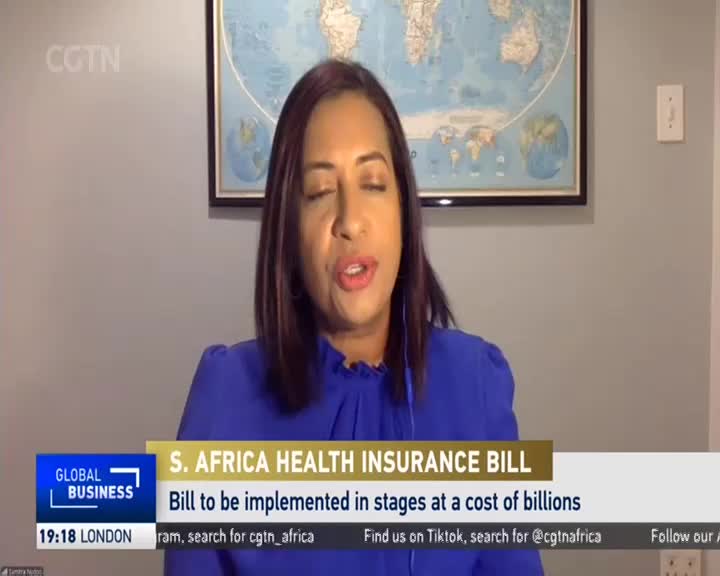 CGTN
S. AFRICA HEALTH INSURANCE BILL
GLOBAL
BUSINESS
Bill to be implemented in stages at a cost of billions
19:18 LONDON
ram, search for cgtn_africa Find us on Tiktok, search for @cgtnafrica Follow our